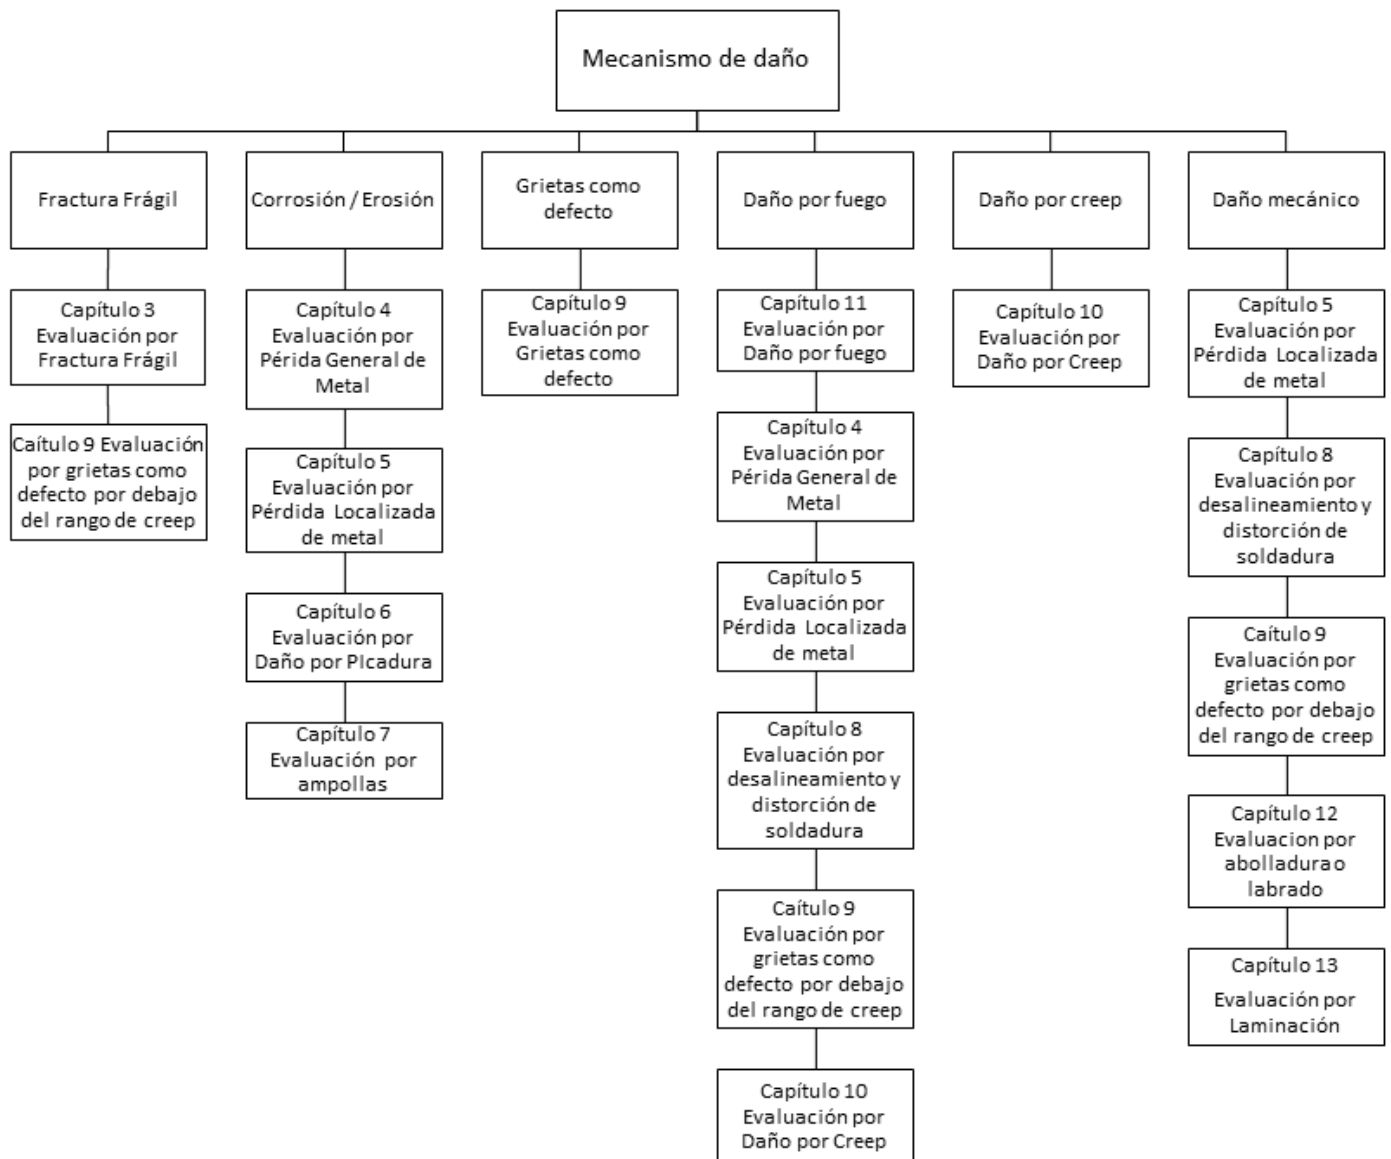 Mecanismo de daño
Fractura Frágil
Corrosión / Erosión
Grietas como
defecto
Daño por fuego
Daño por creep
Daño mecánico
Capítulo 3
Evaluación por
Fractura Frágil
Caítulo 9 Evaluación
por grietas como
defecto por debajo
del rango de creep
Capítulo 4
Evaluación por
Périda General de
Metal
Capítulo 5
Evaluación por
Pérdida Localizada
de metal
Capítulo 6
Evaluación por
Daño por PIcadura
Capítulo 7
Evaluación por
ampollas
Capítulo 9
Evaluación por
Grietas como
defecto
Capítulo 11
Evaluación por
Daño por fuego
Capítulo 4
Evaluación por
Périda General de
Metal
Capítulo 5
Evaluación por
Pérdida Localizada
de metal
Capítulo 8
Evaluación por
desalineamiento y
distorción de
soldadura
Caítulo 9
Evaluación por
grietas como
defecto por debajo
del rango de creep
Capítulo 10
Evaluación por
Daño por Creep
Capítulo 10
Evaluación por
Daño por Creep
Capítulo 5
Evaluación por
Pérdida Localizada
de metal
Capítulo 8
Evaluación por
desalineamiento y
distorción de
soldadura
Caítulo 9
Evaluación por
grietas como
defecto por debajo
del rango de creep
Capítulo 12
Evaluacion por
abolladura o
labrado
Capítulo 13
Evaluación por
Laminación